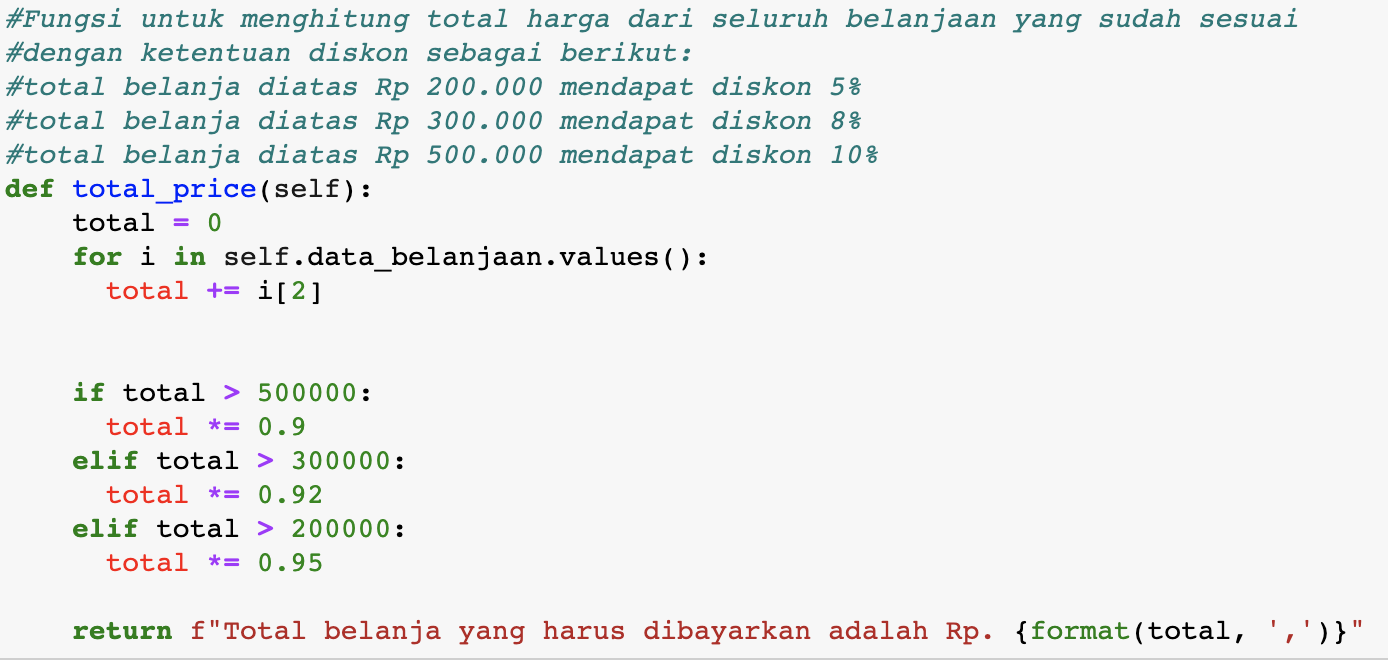 #Fungsi untuk menghitung total harga dari seluruh belanjaan yang sudah sesuai
#dengan ketentuan diskon sebagai berikut:
#total belanja diatas Rp 200.000 mendapat diskon 5%
#total belanja diatas Rp 300.000 mendapat diskon 8%
#total belanja diatas Rp 500.000 mendapat diskon 10%
def total_price(self):
    total = 0
    for i in self.data_belanjaan.values():
      total += i[2]
    if total > 500000:
      total *= 0.9
    elif total > 300000:
      total *= 0.92
    elif total > 200000:
      total *= 0.95
    return f"Total belanja yang harus dibayarkan adalah Rp. {format(total, ',')}"